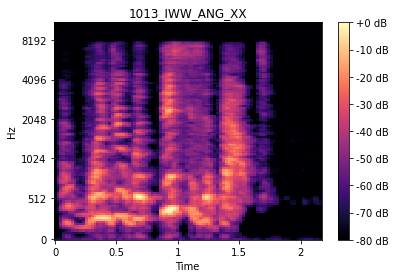 1013_IWW_ANG_XX
+0 dB
8192
-10 dB
4096
-20 dB
-30 dB
2048
-40 dB
Hz
1024
-50 dB
512
-60 dB
-70 dB
0
-80 dB
0
0.5
1
1.5
2
Time